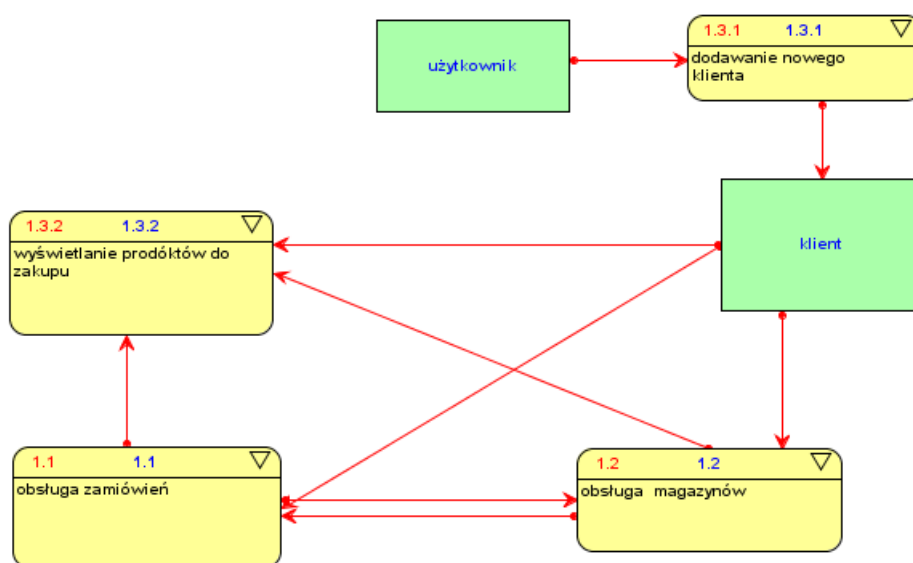 1.3.1 1.3.1
dodawanie nowego
klienta
użytkownik
klient
1.3.2 1.3.2
wyświetlanie prodóktów do
zakupu
1.1 1.1
obsługa zamiówień
1.2 1.2
obsługa magazynów